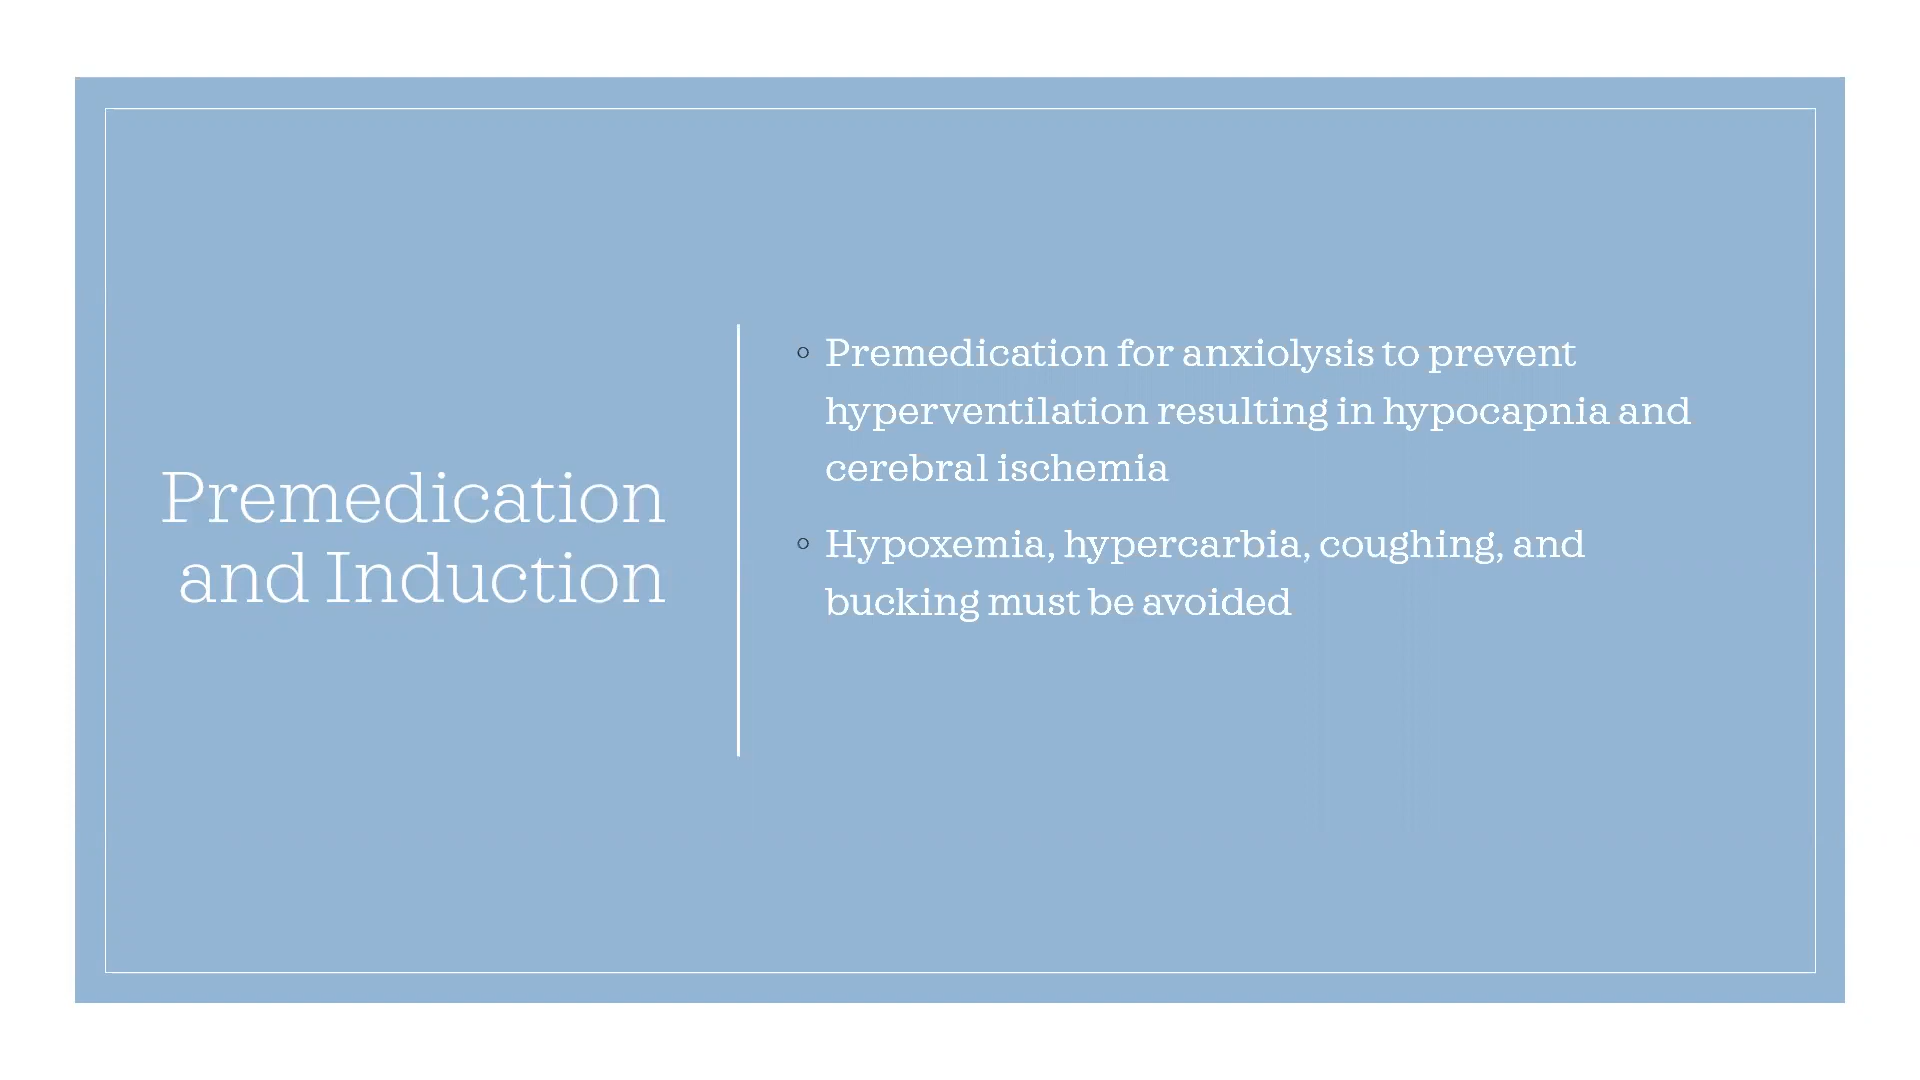 Premedication
and Induction
◦ Premedication for anxiolysis to prevent
hyperventilation resulting in hypocapnia and
cerebral ischemia
◦ Hypoxemia, hypercarbia, coughing, and
bucking must be avoided